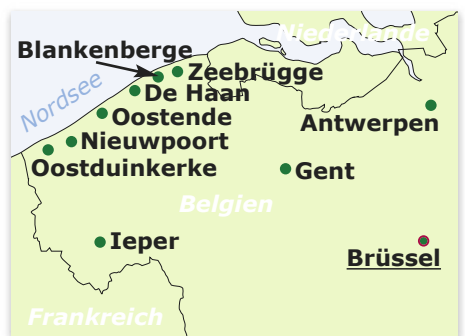 Niederlande
Blankenberge
Zeebrügge
Nordsee
De Haan
Oostende
Antwerpen
Nieuwpoort
Oostduinkerke
Gent
Belgien
Ieper
Brüssel
Frankreich